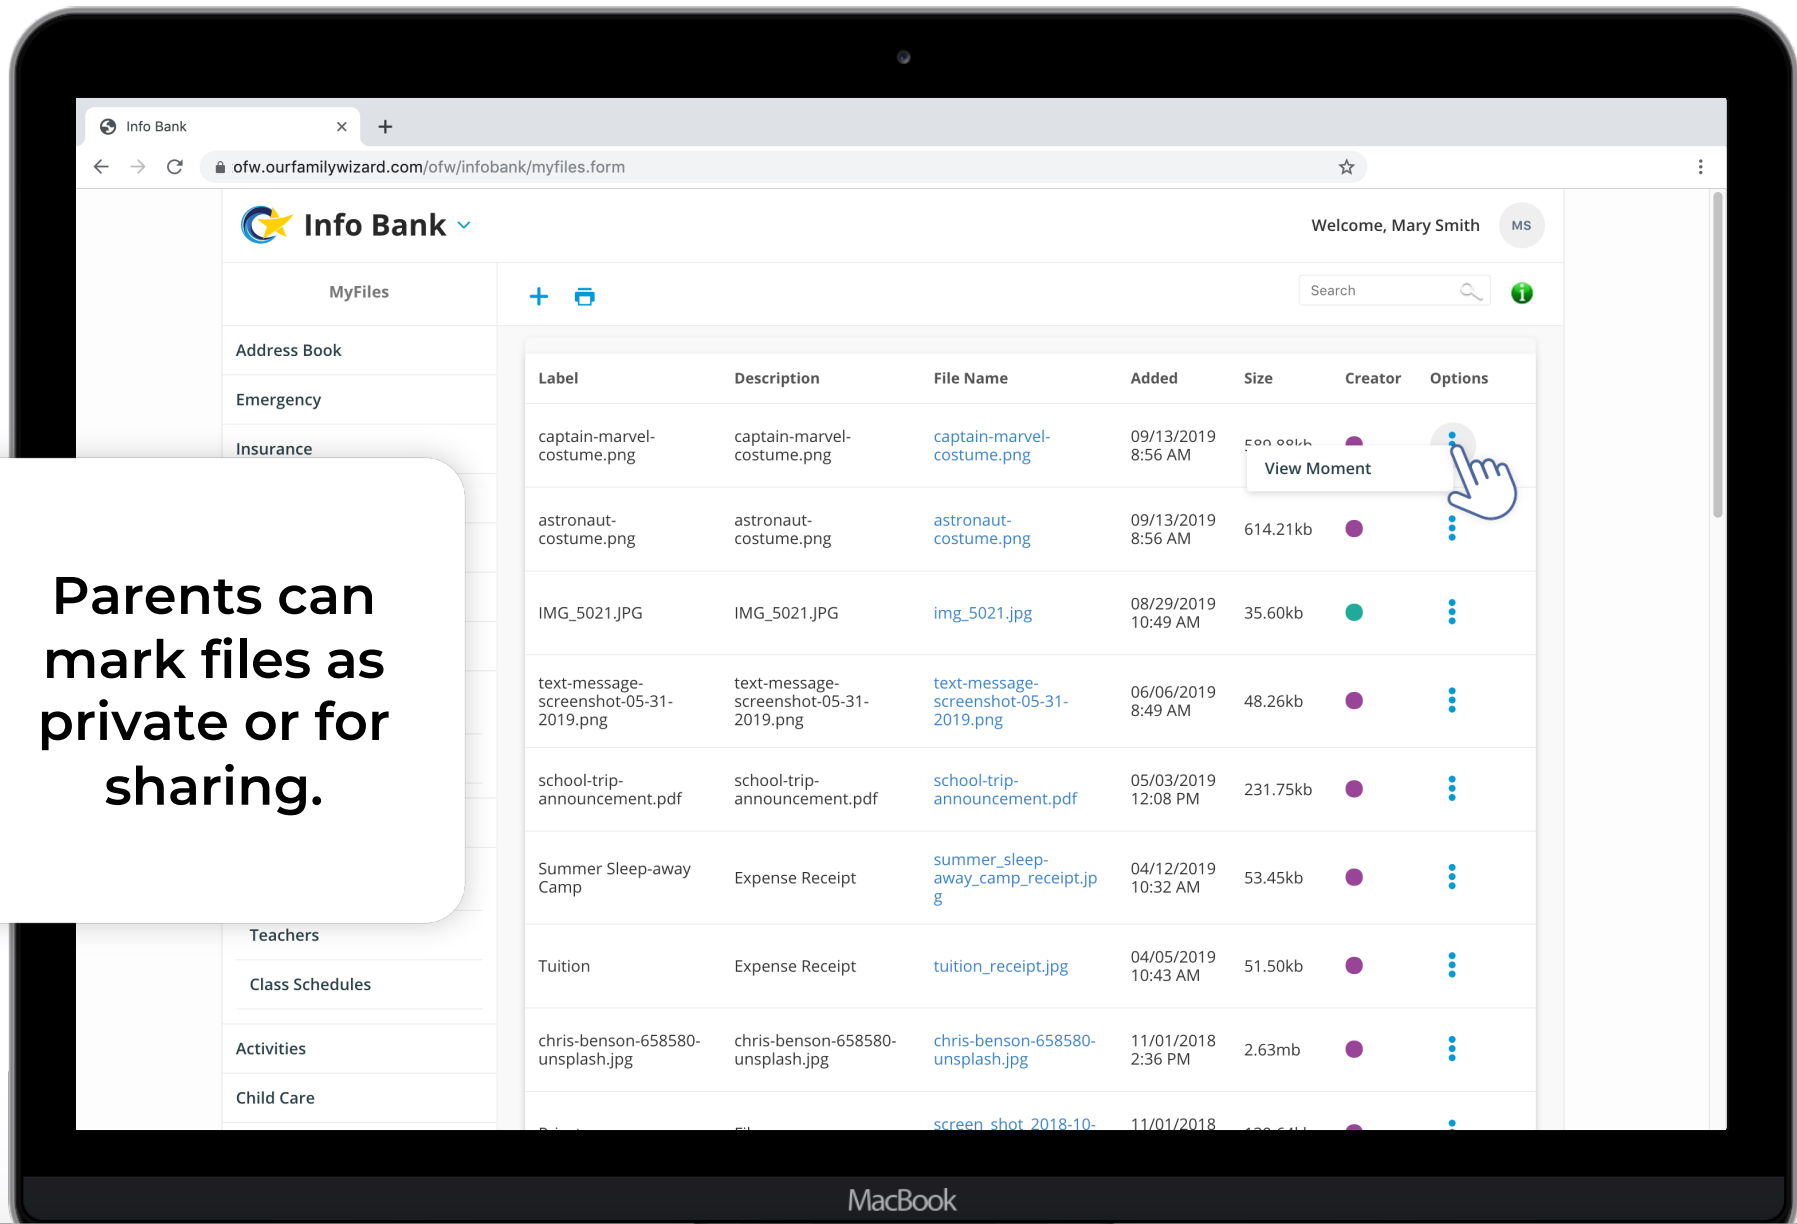 Info Bank
ofw.ourfamilywizard.com/ofw/infobank/myfiles.form
Info Bank
Welcome, Mary Smith
MS
MyFiles
Search
Address Book
Emergency
Insurance
Parents can
mark files as
private or for
sharing.
Teachers
Class Schedules
Activities
Child Care
Label Description File Name Added Size Creator Options
captain-marvel-
costume.png
captain-marvel-
costume.png
captain-marvel-
costume.png
09/13/2019
8:56 AM
589.88kb
View Moment
astronaut-
costume.png
astronaut-
costume.png
astronaut-
costume.png
09/13/2019
8:56 AM
614.21kb
IMG_5021.JPG
IMG_5021.JPG
img_5021.jpg
08/29/2019
10:49 AM
35.60kb
text-message-
screenshot-05-31-
2019.png
text-message-
screenshot-05-31-
2019.png
text-message-
screenshot-05-31-
2019.png
06/06/2019
8:49 AM
48.26kb
school-trip-
announcement.pdf
school-trip-
announcement.pdf
school-trip-
announcement.pdf
05/03/2019
12:08 PM
231.75kb
Summer Sleep-away
Camp
Expense Receipt
summer_sleep-
away_camp_receipt.jp
g
04/12/2019
10:32 AM
53.45kb
Tuition
Expense Receipt
tuition_receipt.jpg
04/05/2019
10:43 AM
51.50kb
chris-benson-658580-
unsplash.jpg
chris-benson-658580-
unsplash.jpg
chris-benson-658580-
unsplash.jpg
11/01/2018
2:36 PM
2.63mb
screen_shot_2018-10-
11/01/2018
MacBook